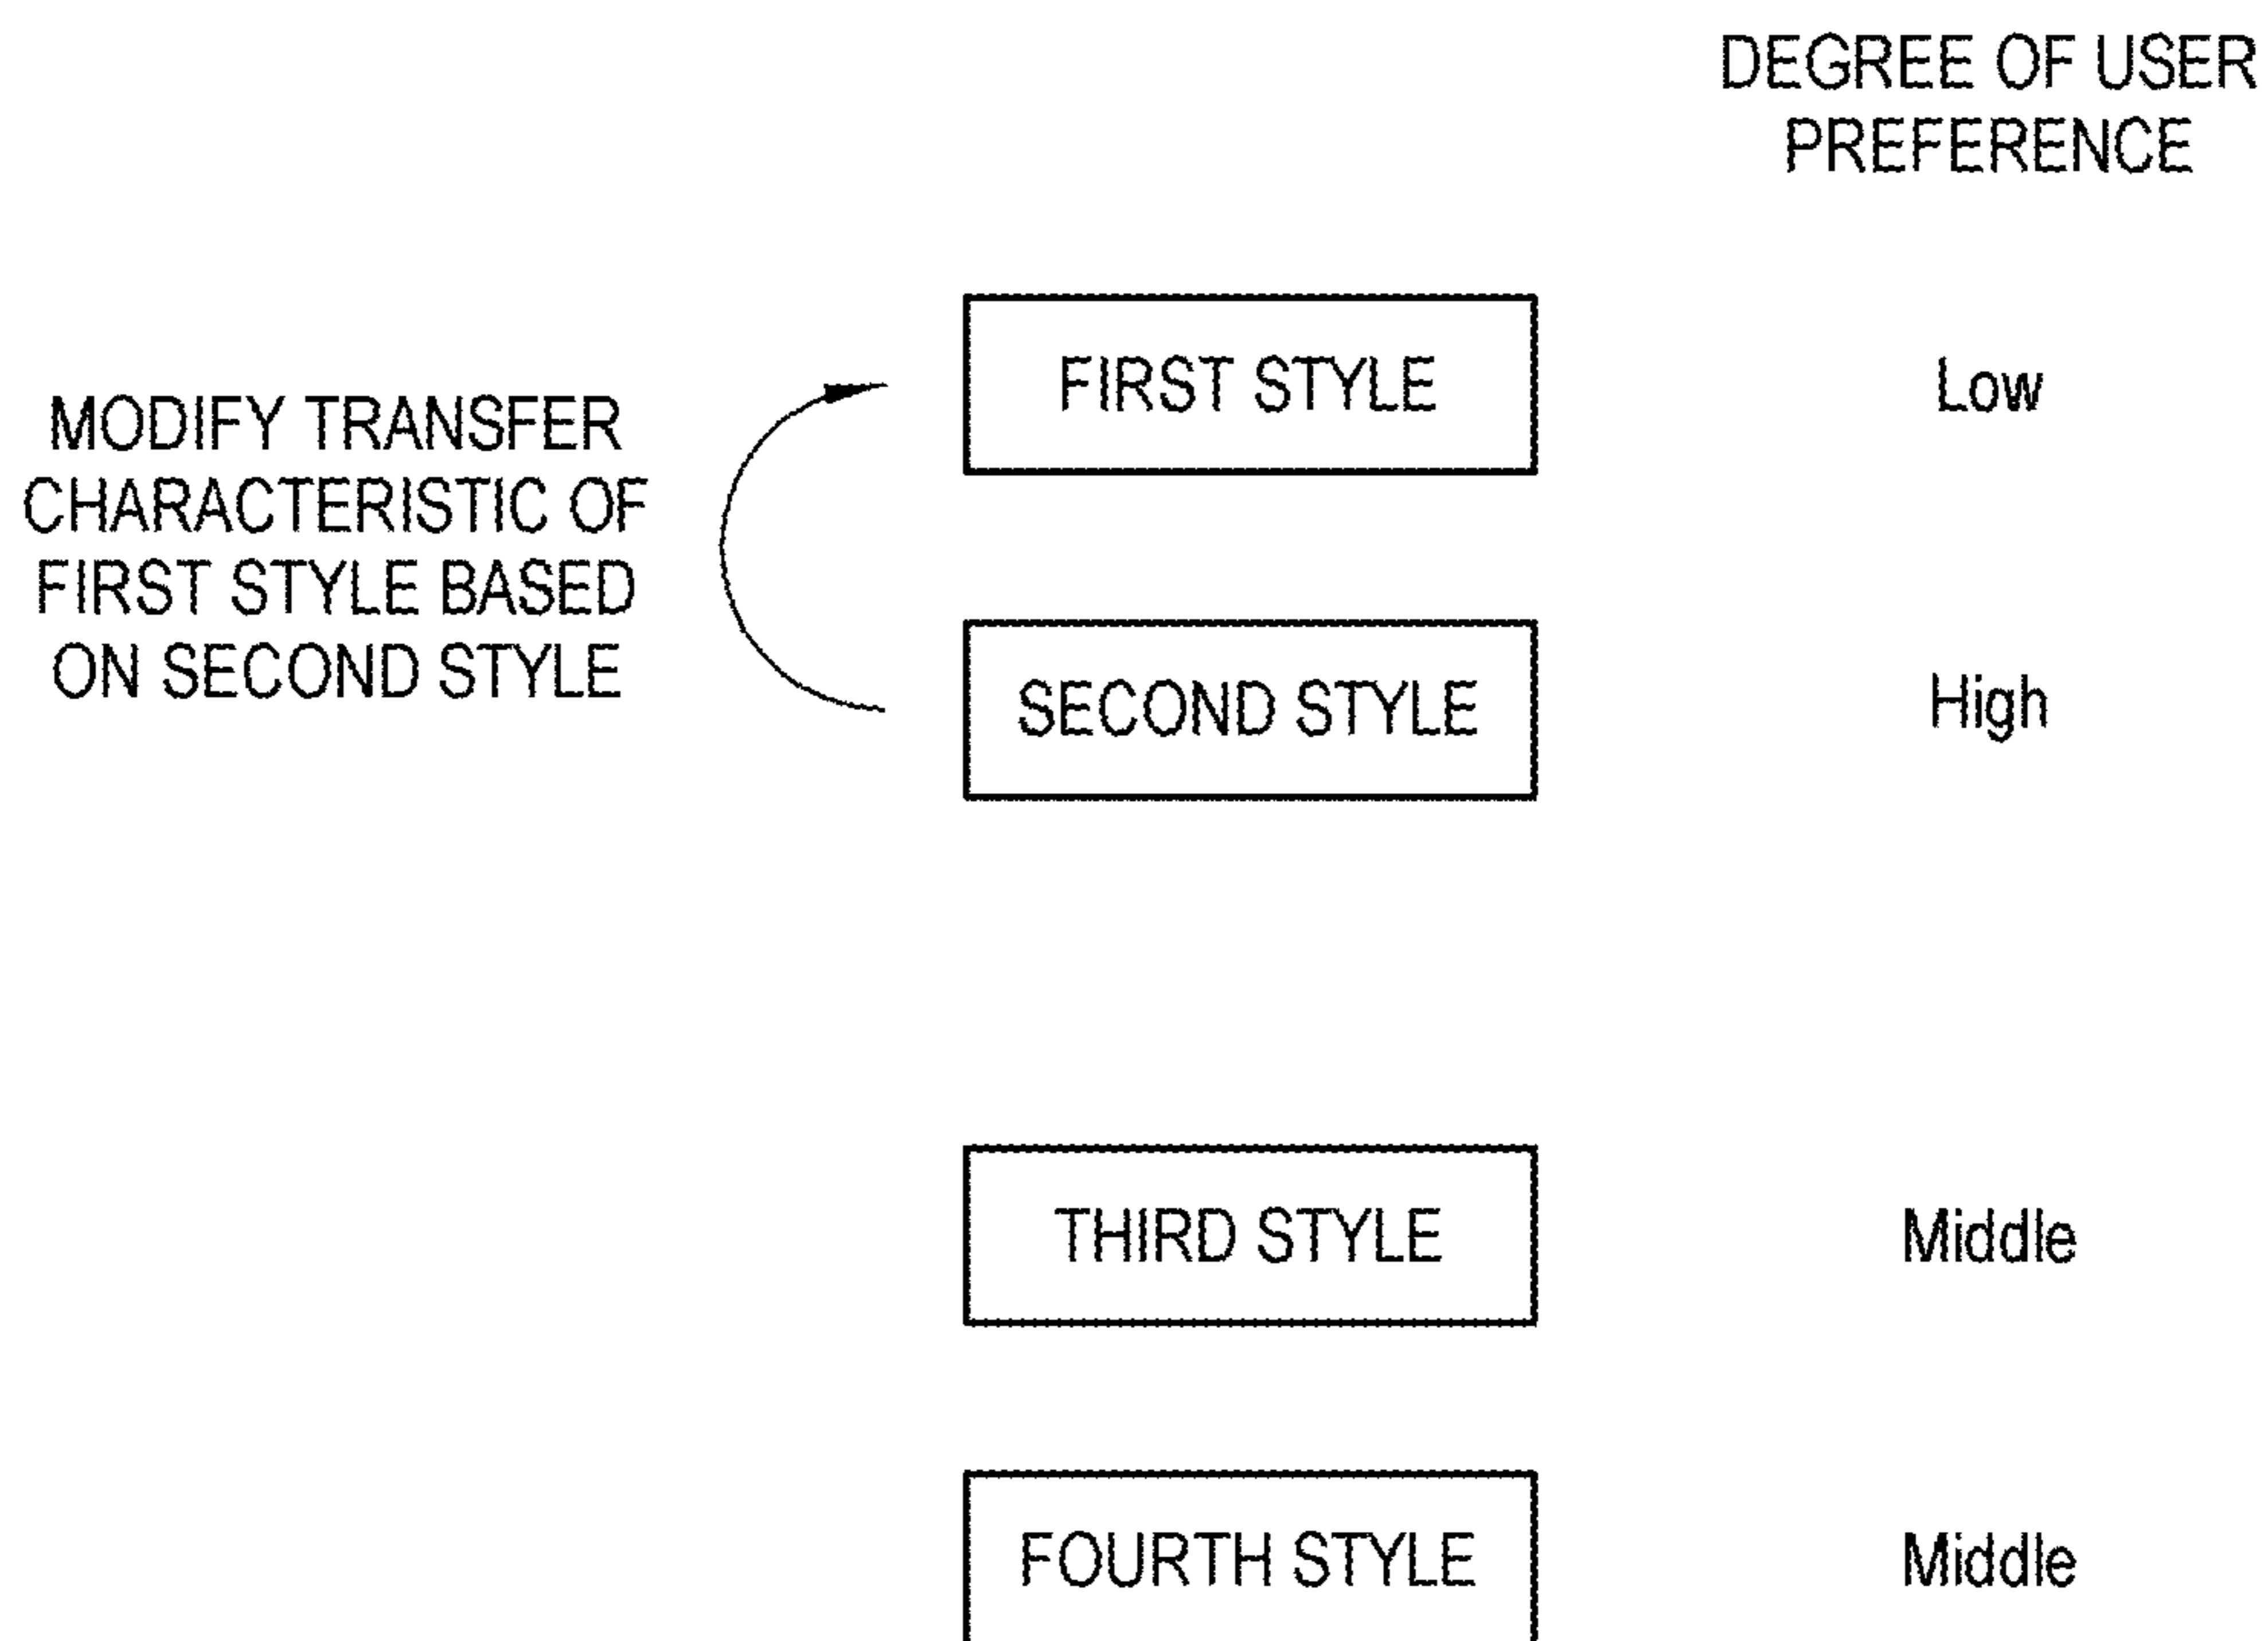 DEGREE OF USER
PREFERENCE
FIRST STYLE
Low
MODIFY TRANSFER
CHARACTERISTIC OF
FIRST STYLE BASED
ON SECOND STYLE
SECOND STYLE
High
THIRD STYLE
Middle
FOURTH STYLE
Middle